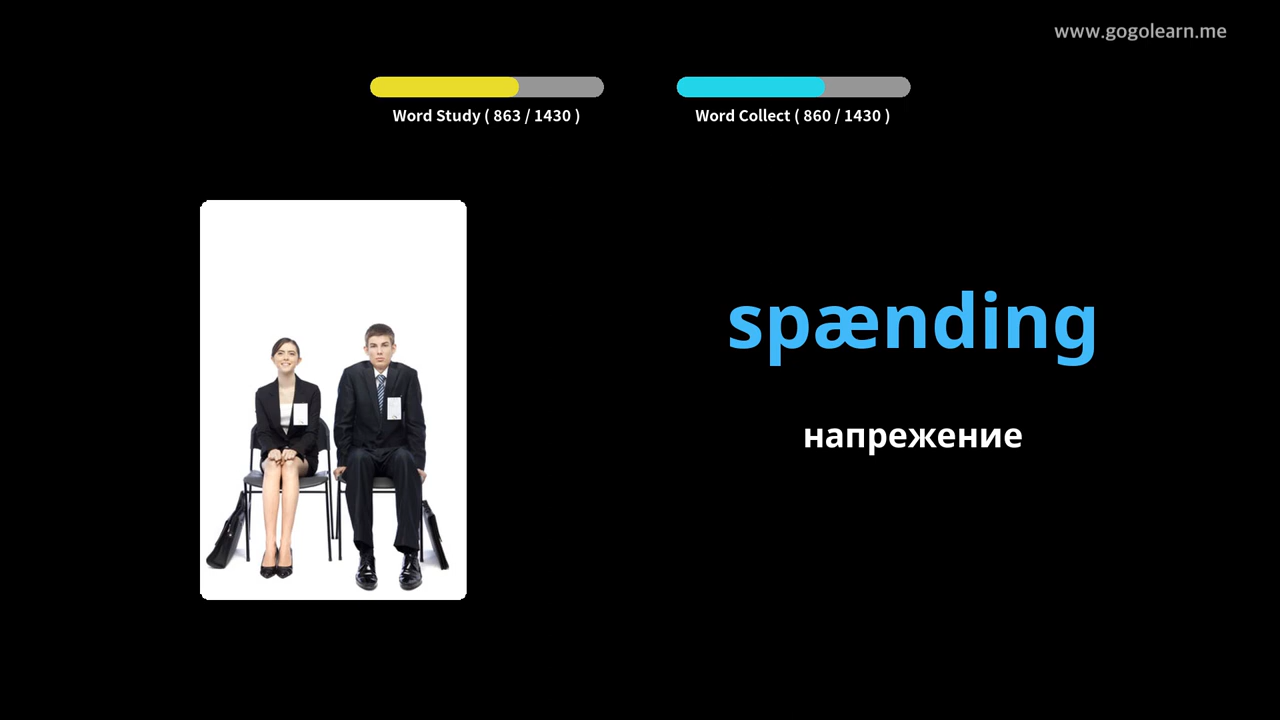 www.gogolearn.me
Word Study ( 863 / 1430 )
Word Collect ( 860 / 1430 )
spænding
напрежение